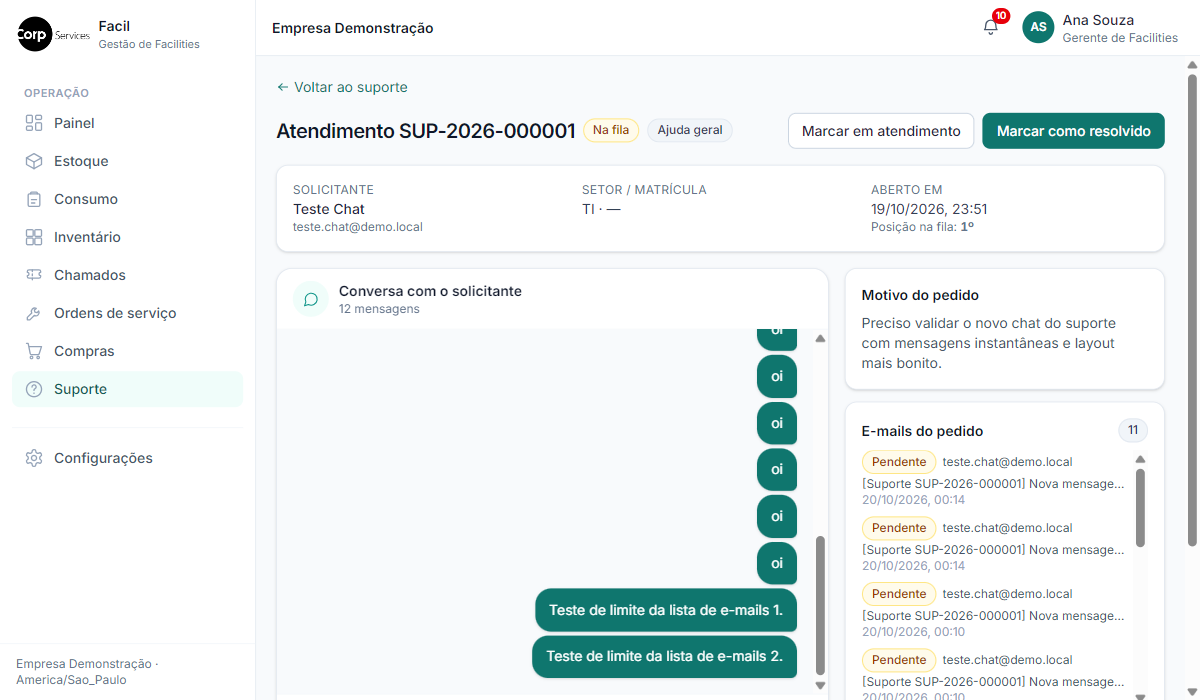 Corp Services
Facil
Gestão de Facilities
OPERAÇÃO
Painel
Estoque
Consumo
Inventário
Chamados
Ordens de serviço
Compras
Suporte
Configurações
Empresa Demonstração ·
America/Sao_Paulo
Empresa Demonstração
10
AS
Ana Souza
Gerente de Facilities
← Voltar ao suporte
Atendimento SUP-2026-000001
Na fila
Ajuda geral
Marcar em atendimento
Marcar como resolvido
SOLICITANTE
Teste Chat
teste.chat@demo.local
SETOR / MATRÍCULA
TI · —
ABERTO EM
19/10/2026, 23:51
Posição na fila: 1º
Conversa com o solicitante
12 mensagens
oi
oi
oi
oi
oi
oi
Teste de limite da lista de e-mails 1.
Teste de limite da lista de e-mails 2.
Motivo do pedido
Preciso validar o novo chat do suporte
com mensagens instantâneas e layout
mais bonito.
E-mails do pedido
11
Pendente teste.chat@demo.local
[Suporte SUP-2026-000001] Nova mensage...
20/10/2026, 00:14
Pendente teste.chat@demo.local
[Suporte SUP-2026-000001] Nova mensage...
20/10/2026, 00:14
Pendente teste.chat@demo.local
[Suporte SUP-2026-000001] Nova mensage...
20/10/2026, 00:10
Pendente teste.chat@demo.local
[Suporte SUP-2026-000001] Nova mensage...
20/10/2026, 00:10